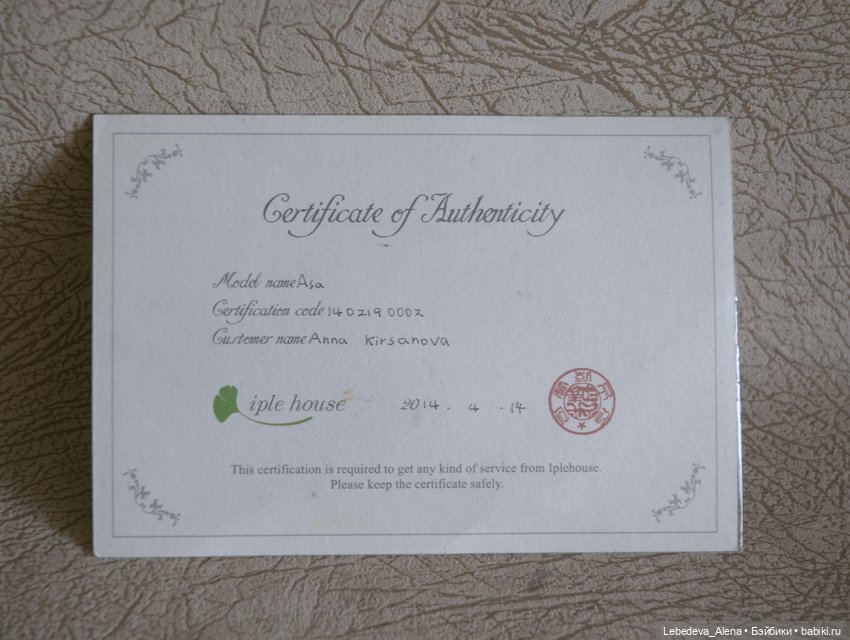 Certificate of Authenticity
Model name Asa
Certification code 140219 0002
Customer name Anna Kirsanova
iple house 2014 . 4 . 14
This certification is required to get any kind of service from Iplehouse.
Please keep the certificate safely.
Lebedeva_Alena • Бэйбики • babiki.ru